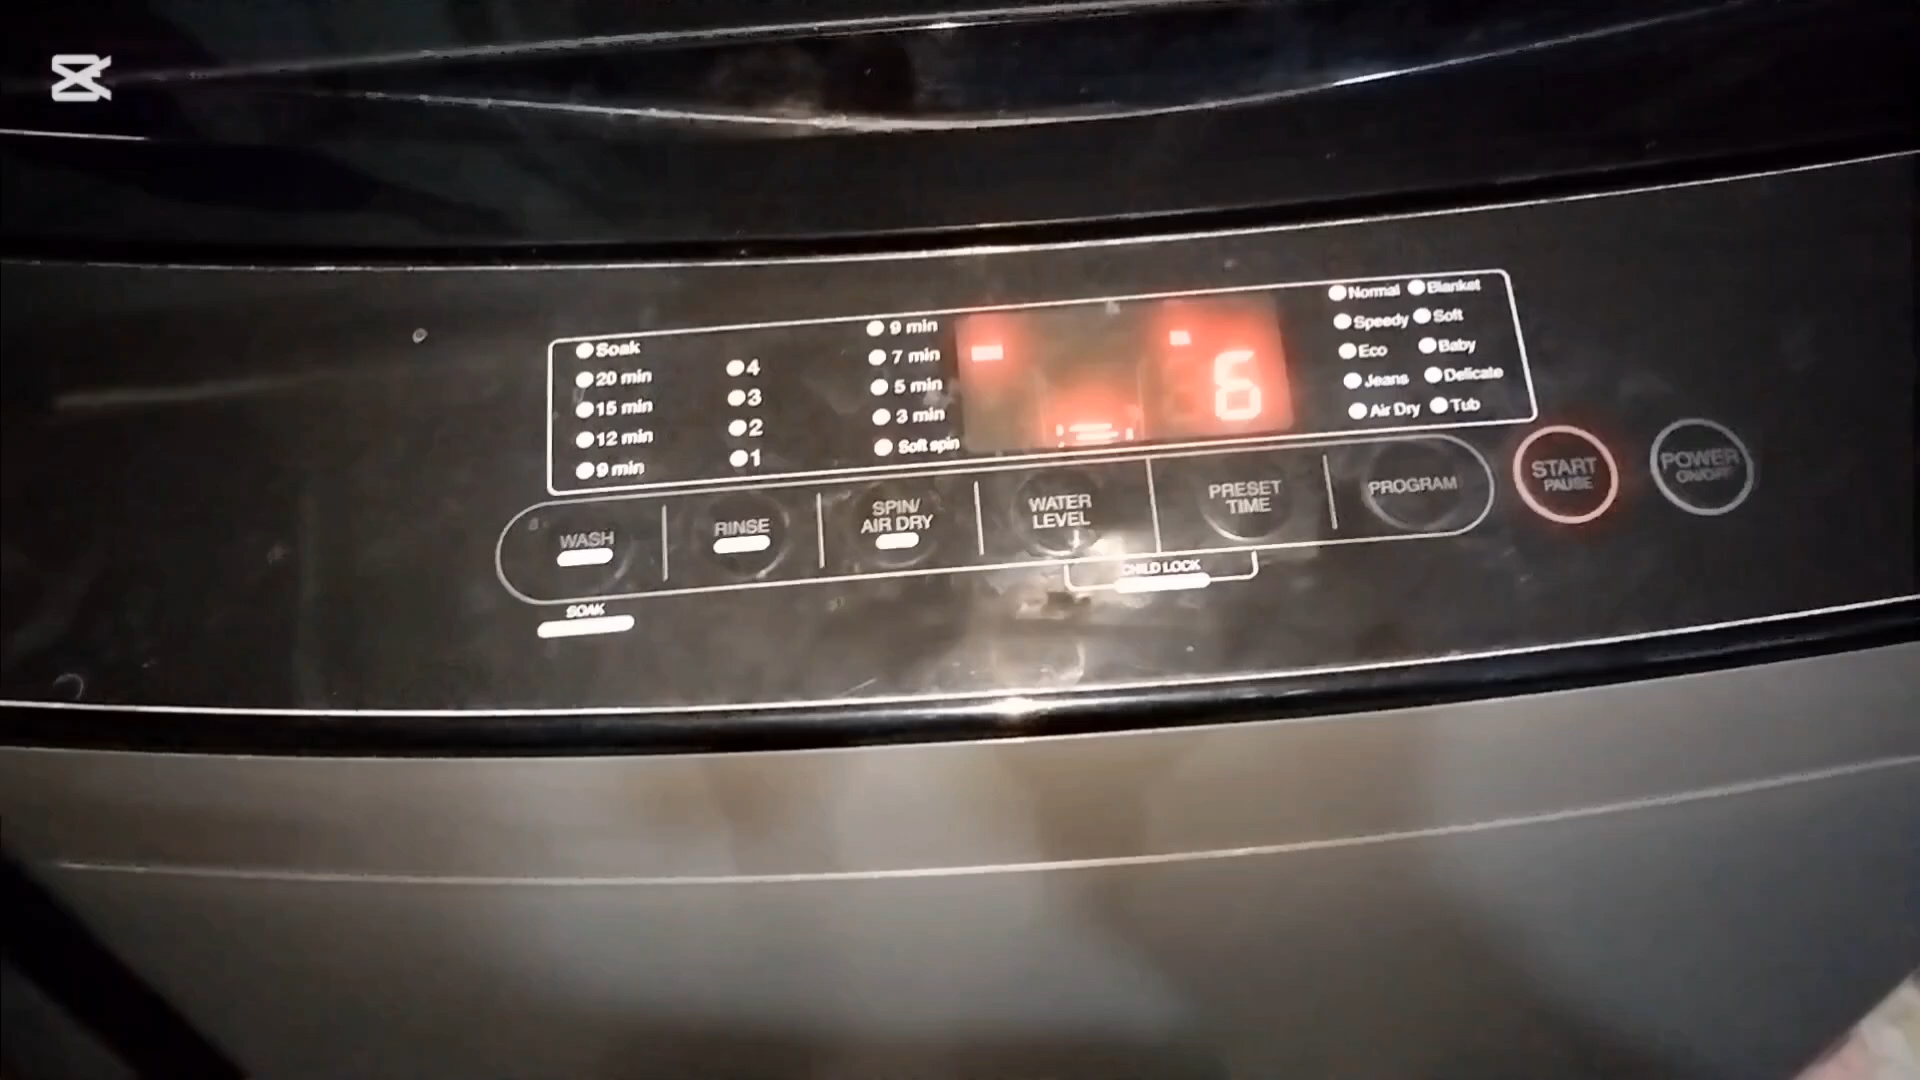 Soak
20 min
15 min
12 min
9 min
4
3
2
1
9 min
7 min
5 min
3 min
Soft spin
6
Normal Blanket
Speedy Soft
Eco Baby
Jeans Delicate
Air Dry Tub
WASH
RINSE
SPIN/
AIR DRY
WATER
LEVEL
PRESET
TIME
PROGRAM
START
PAUSE
POWER
ON/OFF
SOAK
CHILD LOCK